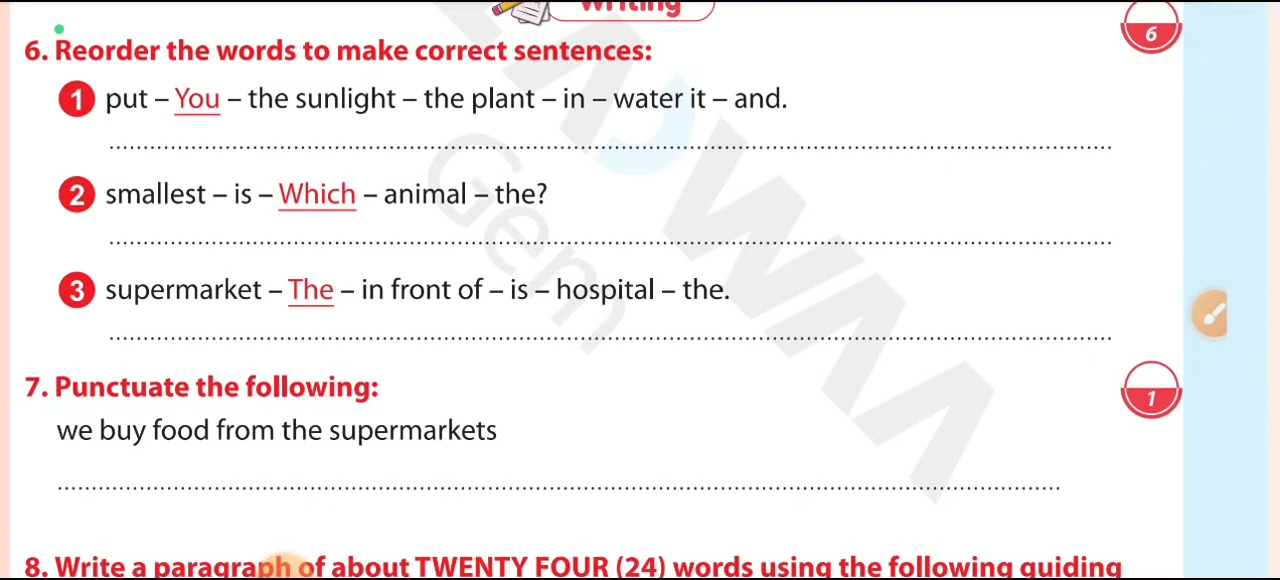 Writing
6
6. Reorder the words to make correct sentences:
1 put – You – the sunlight – the plant – in – water it – and.
2 smallest – is – Which – animal – the?
3 supermarket – The – in front of – is – hospital – the.
7. Punctuate the following:
1
we buy food from the supermarkets
8. Write a paragraph of about TWENTY FOUR (24) words using the following guiding
Gem